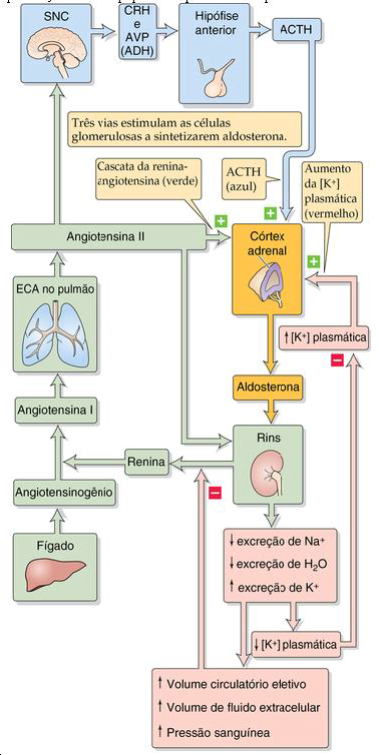 SNC
CRH
e
AVP
(ADH)
Hipófise
anterior
ACTH
Três vias estimulam as células
glomerulosas a sintetizarem aldosterona.
Cascata da renina-
angiotensina (verde)
ACTH
(azul)
Aumento
da [K+]
plasmática
(vermelho)
Angiotensina II
+
+
+
Córtex
adrenal
ECA no pulmão
↑ [K+] plasmática
−
Aldosterona
Angiotensina I
Rins
Renina
Angiotensinogênio
−
Fígado
↓ excreção de Na+
↓ excreção de H2O
↑ excreção de K+
↓ [K+] plasmática
↑ Volume circulatório eletivo
↑ Volume de fluido extracelular
↑ Pressão sanguínea